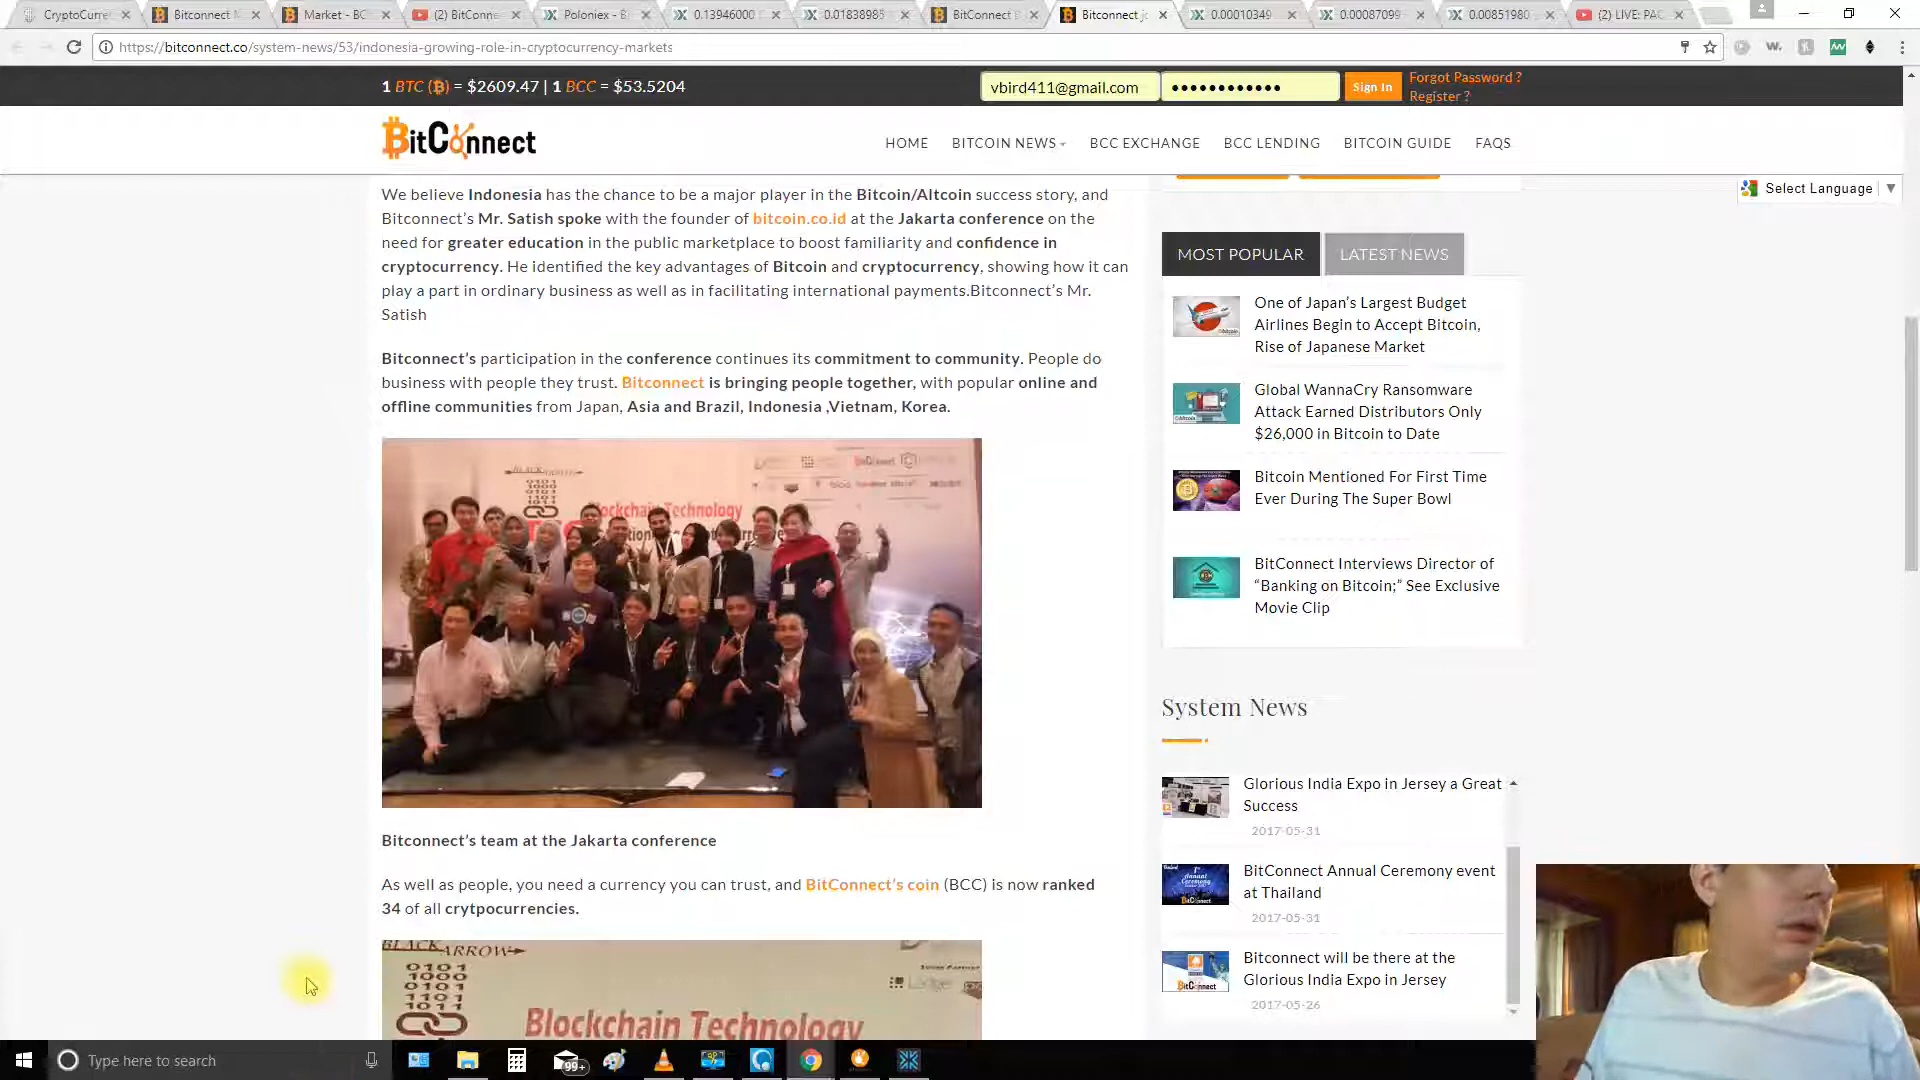 CryptoCurre
Bitconnect M
Market - BC
(2) BitConne
Poloniex - B
0.13946000
0.01838985
BitConnect
Bitconnect jo
0.00010349
0.00087099
0.00851980
(2) LIVE: PAC
https://bitconnect.co/system-news/53/indonesia-growing-role-in-cryptocurrency-markets
1 BTC (B) = $2609.47 | 1 BCC = $53.5204
vbird411@gmail.com
Sign In
Forgot Password ?
Register ?
BitConnect
HOME BITCOIN NEWS BCC EXCHANGE BCC LENDING BITCOIN GUIDE FAQS
Select Language
We believe Indonesia has the chance to be a major player in the Bitcoin/Altcoin success story, and
Bitconnect’s Mr. Satish spoke with the founder of bitcoin.co.id at the Jakarta conference on the
need for greater education in the public marketplace to boost familiarity and confidence in
cryptocurrency. He identified the key advantages of Bitcoin and cryptocurrency, showing how it can
play a part in ordinary business as well as in facilitating international payments.Bitconnect’s Mr.
Satish
Bitconnect’s participation in the conference continues its commitment to community. People do
business with people they trust. Bitconnect is bringing people together, with popular online and
offline communities from Japan, Asia and Brazil, Indonesia ,Vietnam, Korea.
lockchain Technology
Bitconnect’s team at the Jakarta conference
As well as people, you need a currency you can trust, and BitConnect’s coin (BCC) is now ranked
34 of all crytpocurrencies.
BLACK ARROW
0101
1000
0101
1101
1011
Blockchain Technology
MOST POPULAR
LATEST NEWS
One of Japan’s Largest Budget
Airlines Begin to Accept Bitcoin,
Rise of Japanese Market
Global WannaCry Ransomware
Attack Earned Distributors Only
$26,000 in Bitcoin to Date
Bitcoin Mentioned For First Time
Ever During The Super Bowl
BitConnect Interviews Director of
“Banking on Bitcoin;” See Exclusive
Movie Clip
System News
Glorious India Expo in Jersey a Great
Success
2017-05-31
BitConnect Annual Ceremony event
at Thailand
2017-05-31
Bitconnect will be there at the
Glorious India Expo in Jersey
2017-05-26
Type here to search
99+